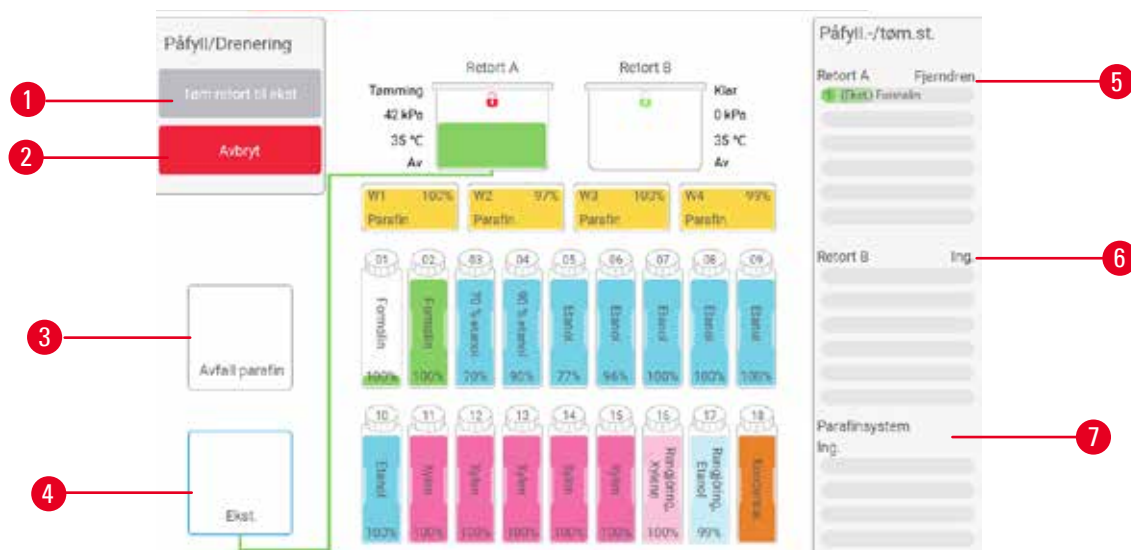 Påfyll/Drenering
Tøm retort til ekst
Avbryt
1
2
3
Avfall parafin
4
Ekst.
Retort A
Retort B
Tømming
42 kPa
35 °C
Av
Klar
0 kPa
35 °C
Av
W1 100%
Parafin
W2 97%
Parafin
W3 100%
Parafin
W4 99%
Parafin
01 02 03 04 05 06 07 08 09
Formalin
Formalin
70 % etanol
90 % etanol
Etanol
Etanol
Etanol
Etanol
Etanol
100% 100% 70% 90% 77% 96% 100% 100% 100%
10 11 12 13 14 15 16 17 18
Etanol
Xylen
Xylen
Xylen
Xylen
Xylen
Rengjöring, Xylene
Rengjöring, Etanol
100% 100% 100% 100% 100% 100% 100% 99%
Påfyll.-/tøm.st.
Retort A Fjerndren
1 (Ekst.) Formalin
5
Retort B Ing.
6
Parafinsystem
Ing.
7